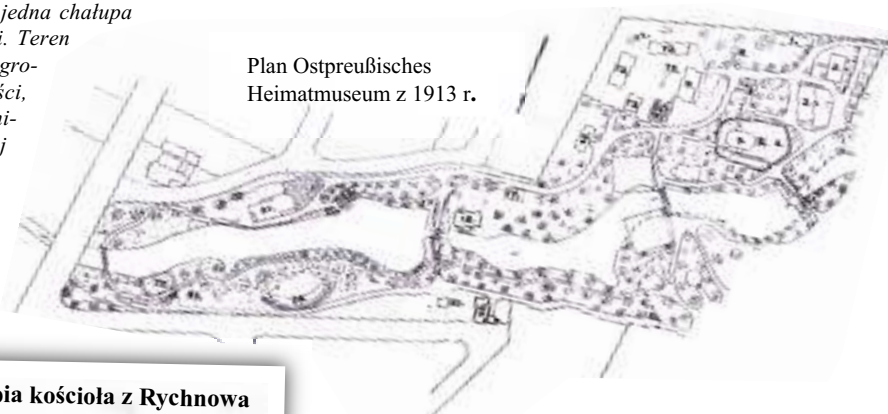 jedna chałupa
i. Teren
gro-
ści,
ni-
j
Plan Ostpreußisches
Heimatmuseum z 1913 r.
pia kościoła z Rychnowa